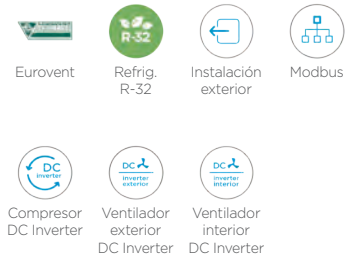 R-32
Eurovent
Refrig.
R-32
Instalación
exterior
Modbus
DC
inverter
Compresor
DC Inverter
DC
inverter
exterior
Ventilador
exterior
DC Inverter
DC
inverter
interior
Ventilador
interior
DC Inverter